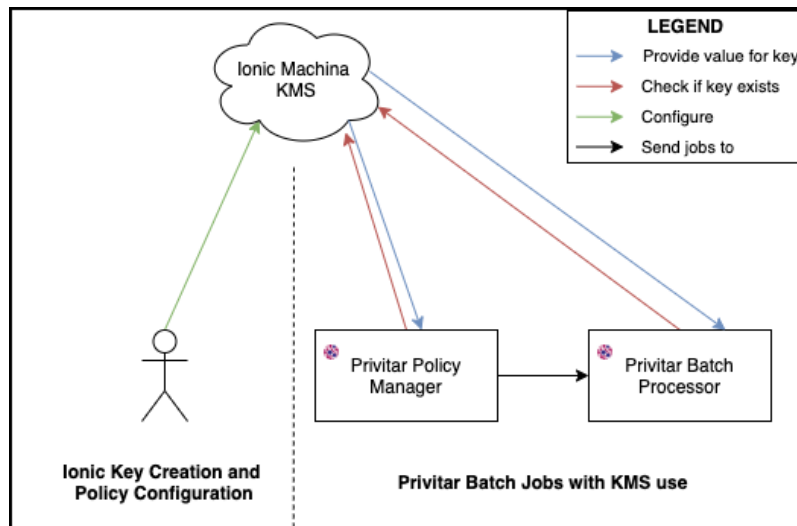 LEGEND
Provide value for key
Check if key exists
Configure
Send jobs to
Ionic Machina
KMS
Privitar Policy
Manager
Privitar Batch
Processor
Ionic Key Creation and
Policy Configuration
Privitar Batch Jobs with KMS use